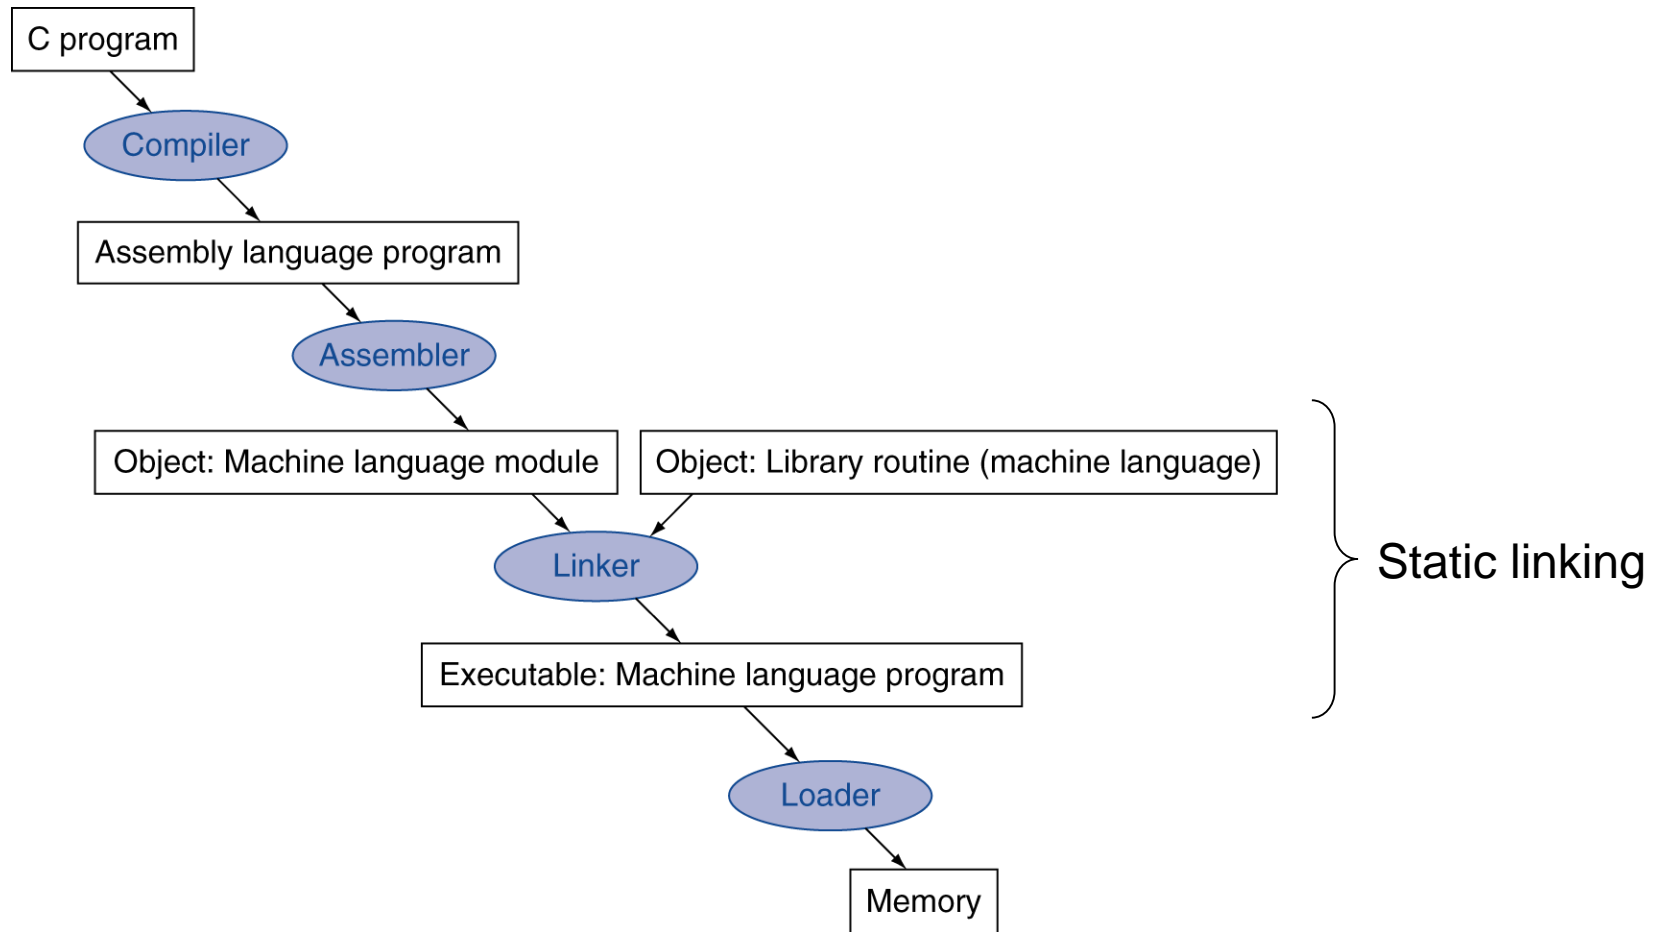 C program
Compiler
Assembly language program
Assembler
Object: Machine language module
Object: Library routine (machine language)
Linker
Static linking
Executable: Machine language program
Loader
Memory